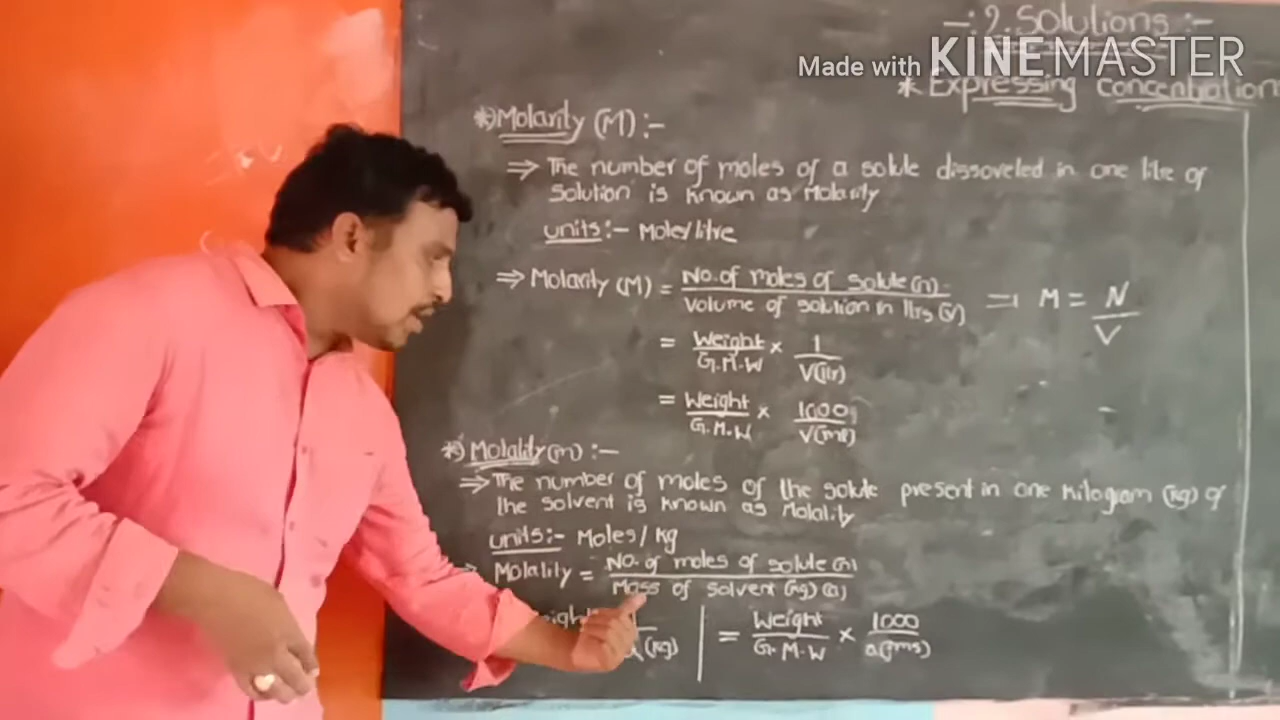 -: 2. Solutions :-
Made with KINEMASTER
* Expressing concentration
*) Molarity (M) :-
⇒ The number of moles of a solute dissoveled in one litre of
solution is known as Molarity
units :- Moles/litre
⇒ Molarity (M) = No. of moles of solute (n) / Volume of solution in ltrs (V) ⇒ M = N / V
= Weight / G.M.W × 1 / V(ltr)
= Weight / G.M.W × 1000 / V(ml)
*) Molality (m) :-
⇒ The number of moles of the solute present in one kilogram (kg) of
the solvent is known as Molality
units :- Moles / kg
Molality = No. of moles of solute (n) / Mass of solvent (kg) (a)
(kg) | = Weight / G.M.W × 1000 / a(gms)